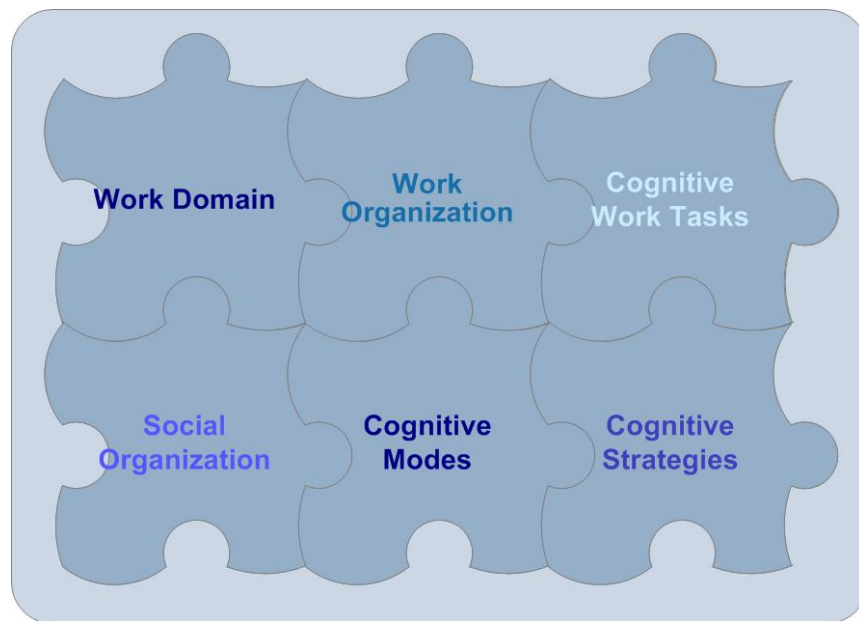 Work Domain
Work
Organization
Cognitive
Work Tasks
Social
Organization
Cognitive
Modes
Cognitive
Strategies